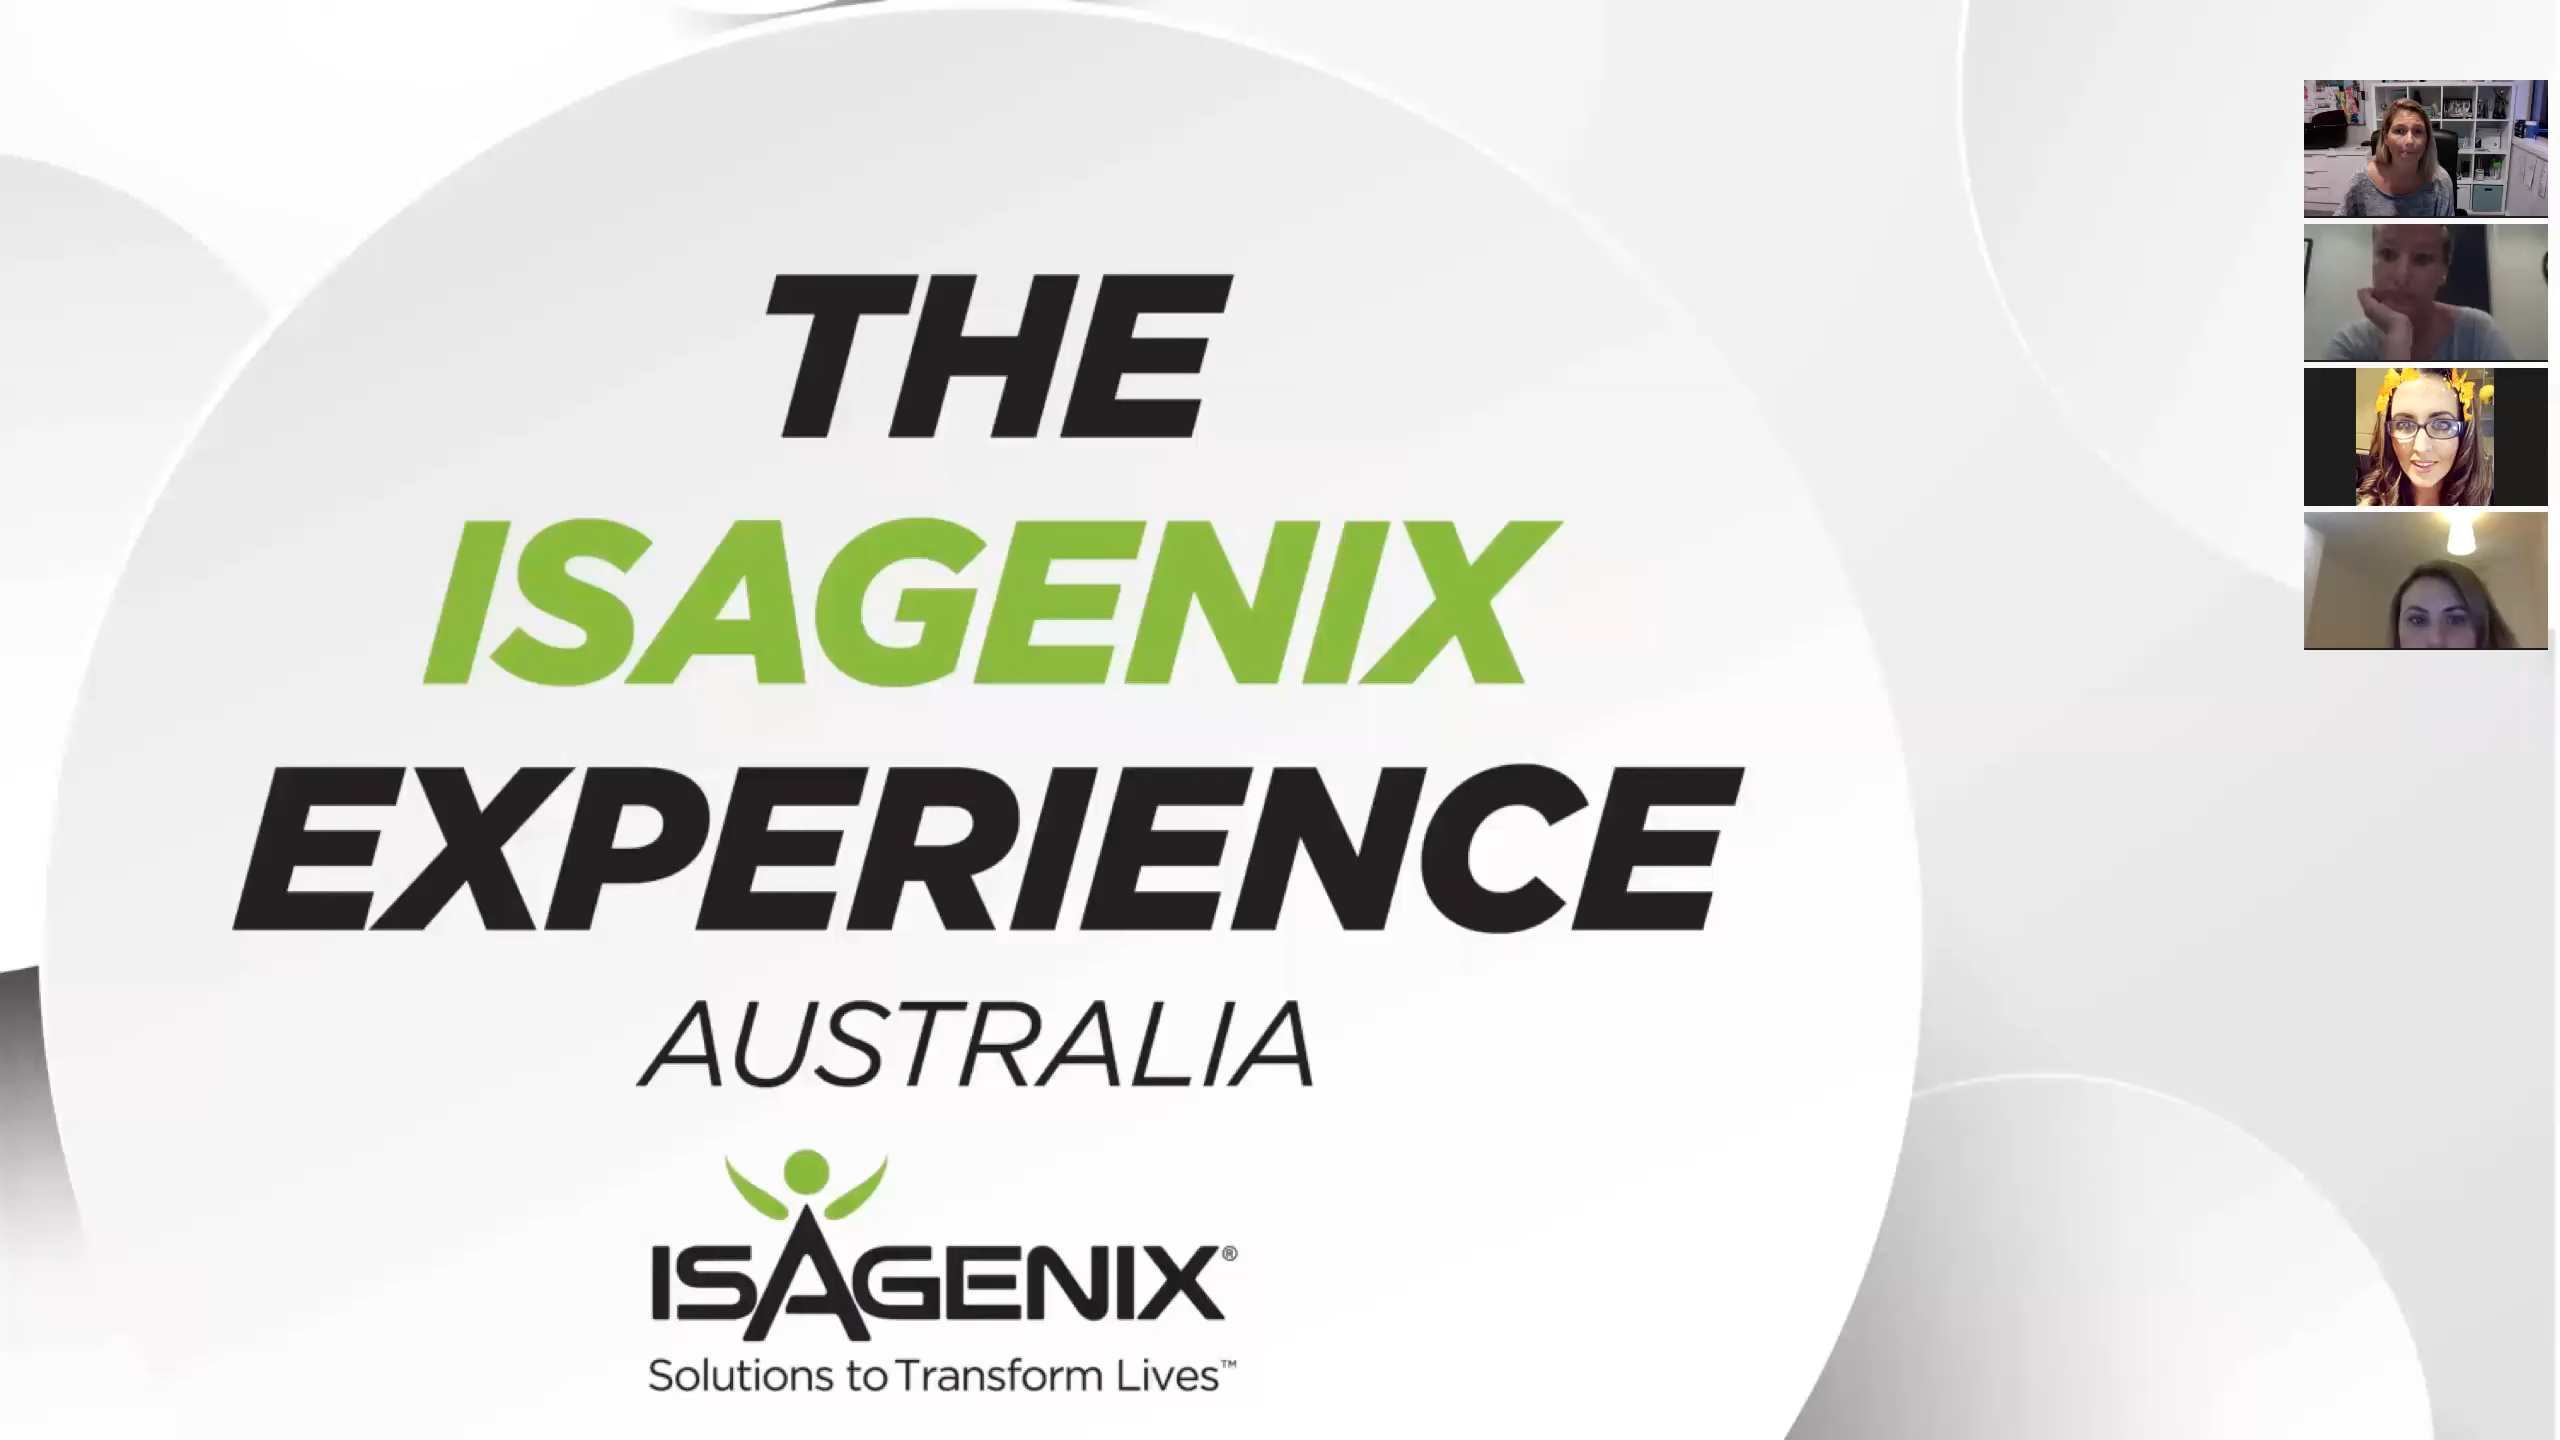 THE
ISAGENIX
EXPERIENCE
AUSTRALIA
ISAGENIX®
Solutions to Transform Lives™